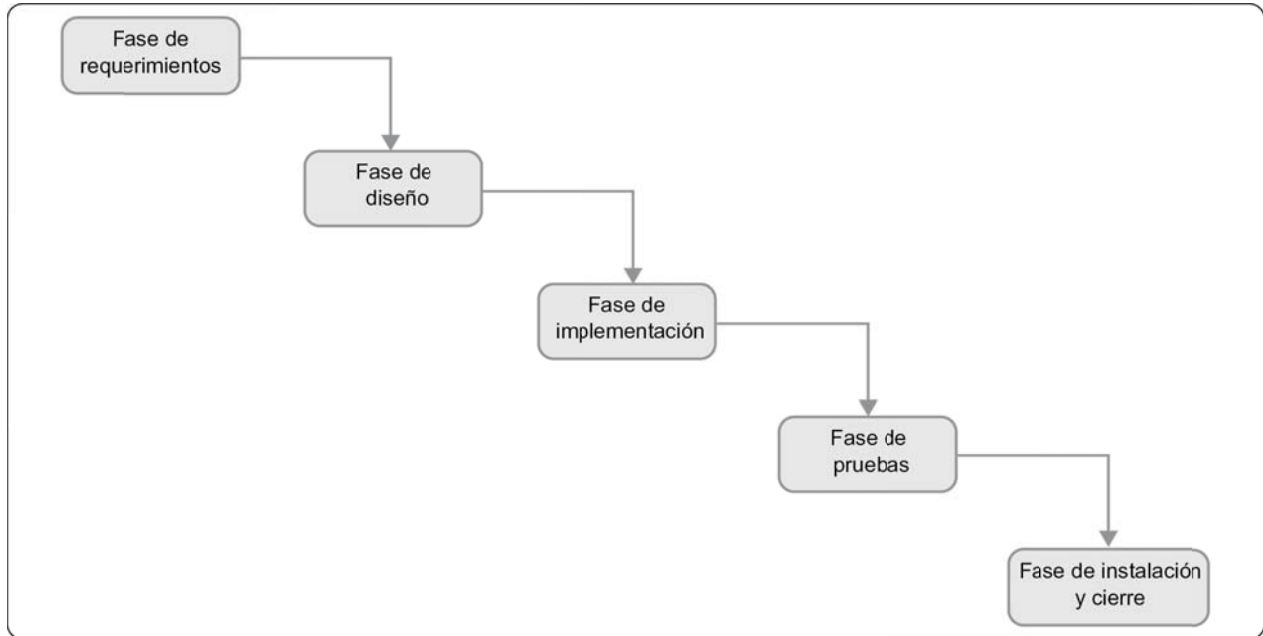 Fase de
requerimientos
Fase de
diseño
Fase de
implementación
Fase de
pruebas
Fase de instalación
y cierre